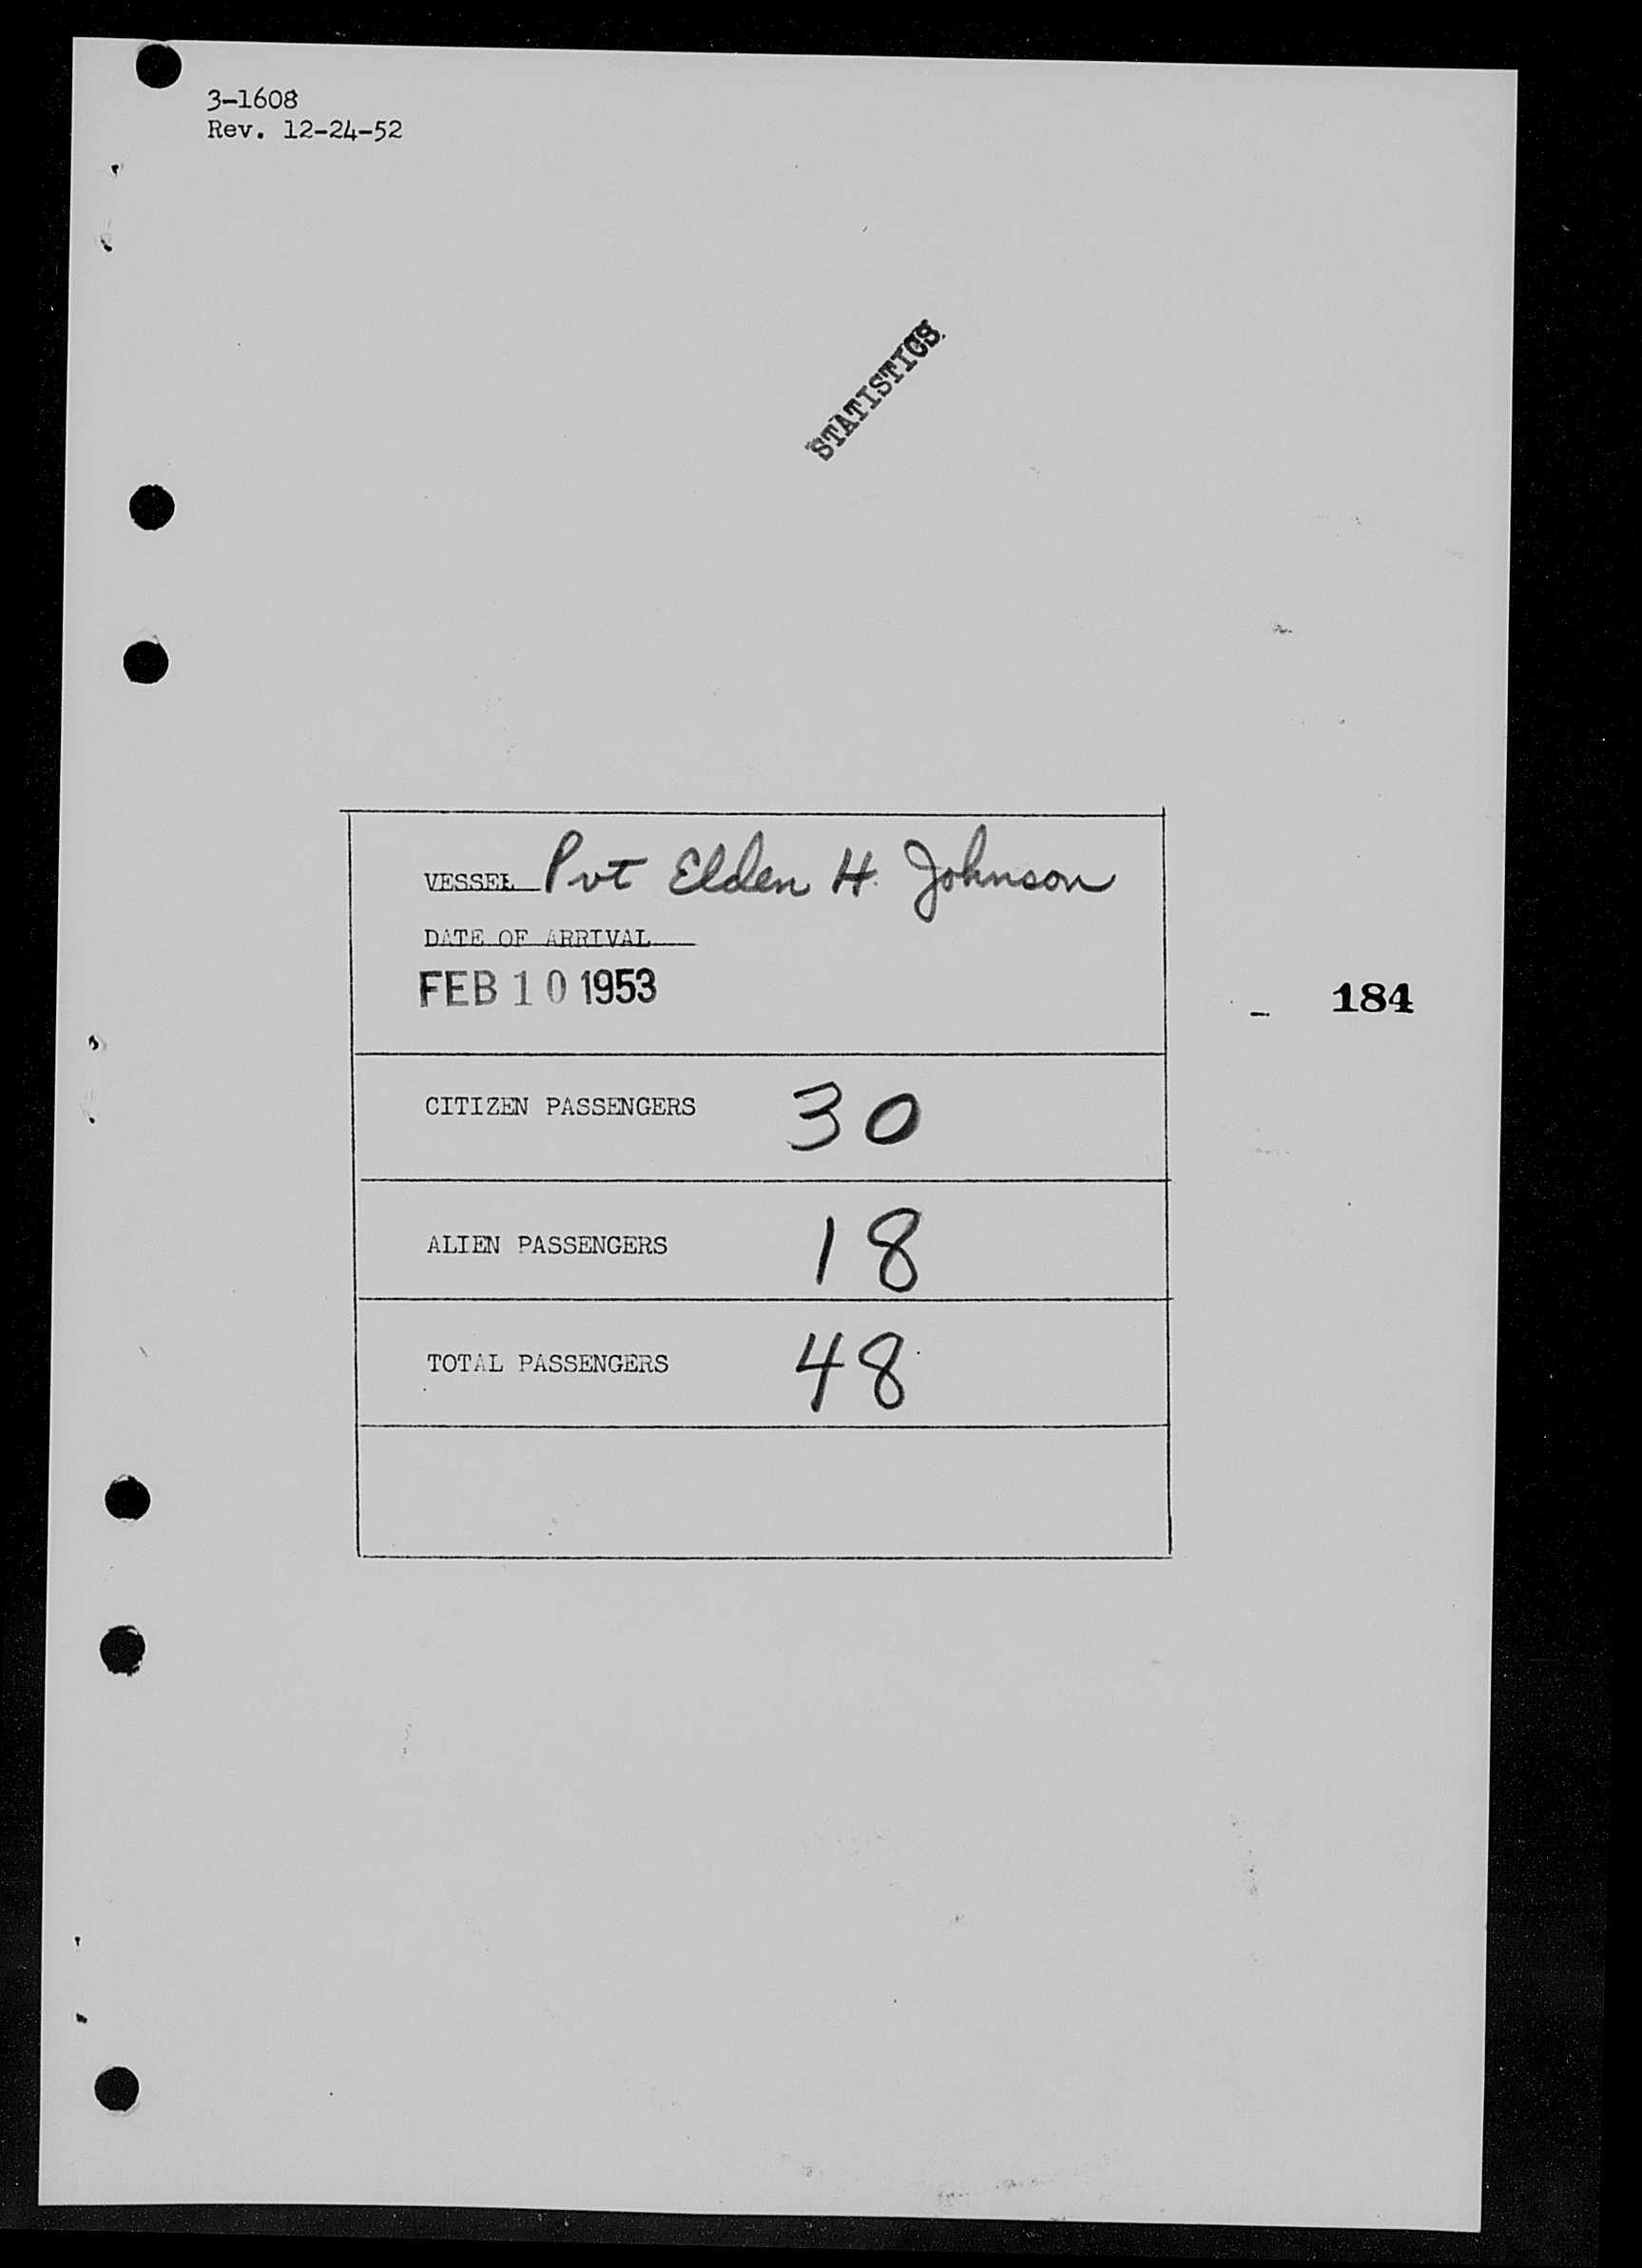 3-1608
Rev. 12-24-52
STATISTICS
VESSEL Pvt Elden H. Johnson
DATE OF ARRIVAL
FEB 10 1953
184
CITIZEN PASSENGERS 30
ALIEN PASSENGERS 18
TOTAL PASSENGERS 48